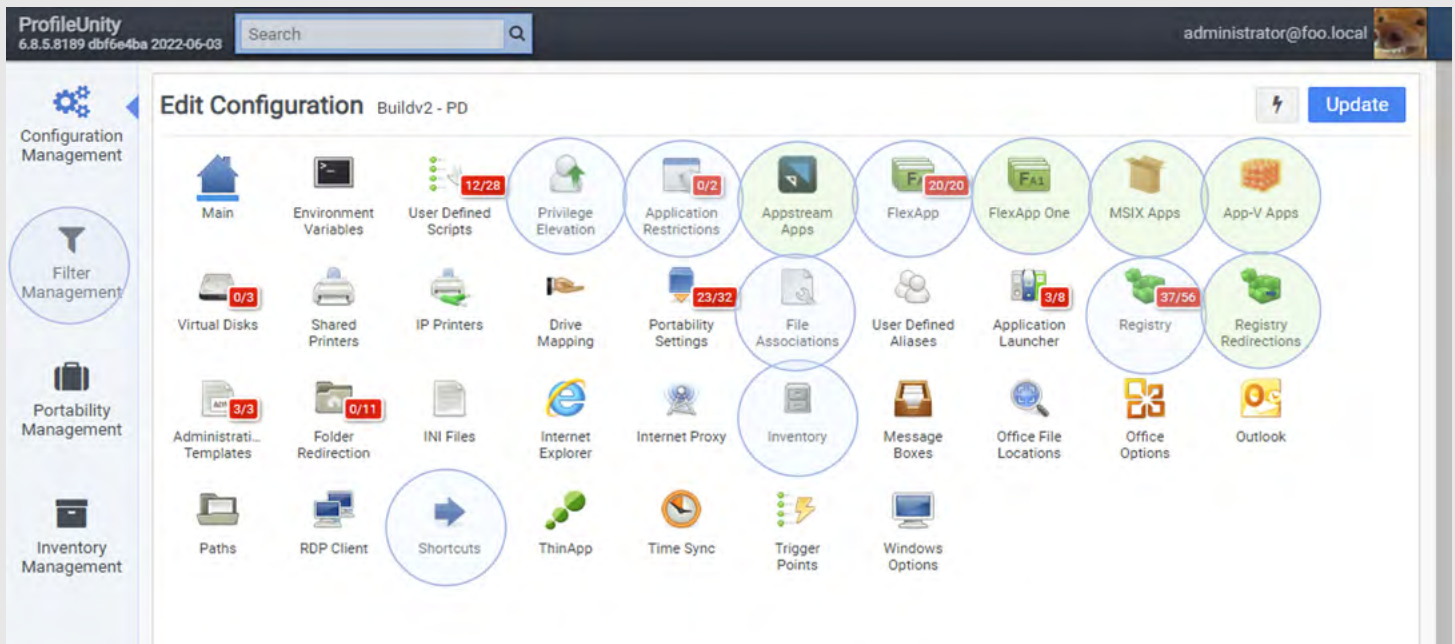 ProfileUnity
6.8.5.8189 dbf6e4ba 2022-06-03
Search
administrator@foo.local
Configuration
Management
Filter
Management
Portability
Management
Inventory
Management
Edit Configuration Buildv2 - PD
Update
Main
Environment
Variables
12/28
User Defined
Scripts
Privilege
Elevation
0/2
Application
Restrictions
Appstream
Apps
20/20
FlexApp
FA1
FlexApp One
MSIX Apps
App-V Apps
0/3
Virtual Disks
Shared
Printers
IP Printers
Drive
Mapping
23/32
Portability
Settings
File
Associations
User Defined
Aliases
3/8
Application
Launcher
37/56
Registry
Registry
Redirections
3/3
Administrati...
Templates
0/11
Folder
Redirection
INI Files
Internet
Explorer
Internet Proxy
Inventory
Message
Boxes
Office File
Locations
Office
Options
Outlook
Paths
RDP Client
Shortcuts
ThinApp
Time Sync
Trigger
Points
Windows
Options